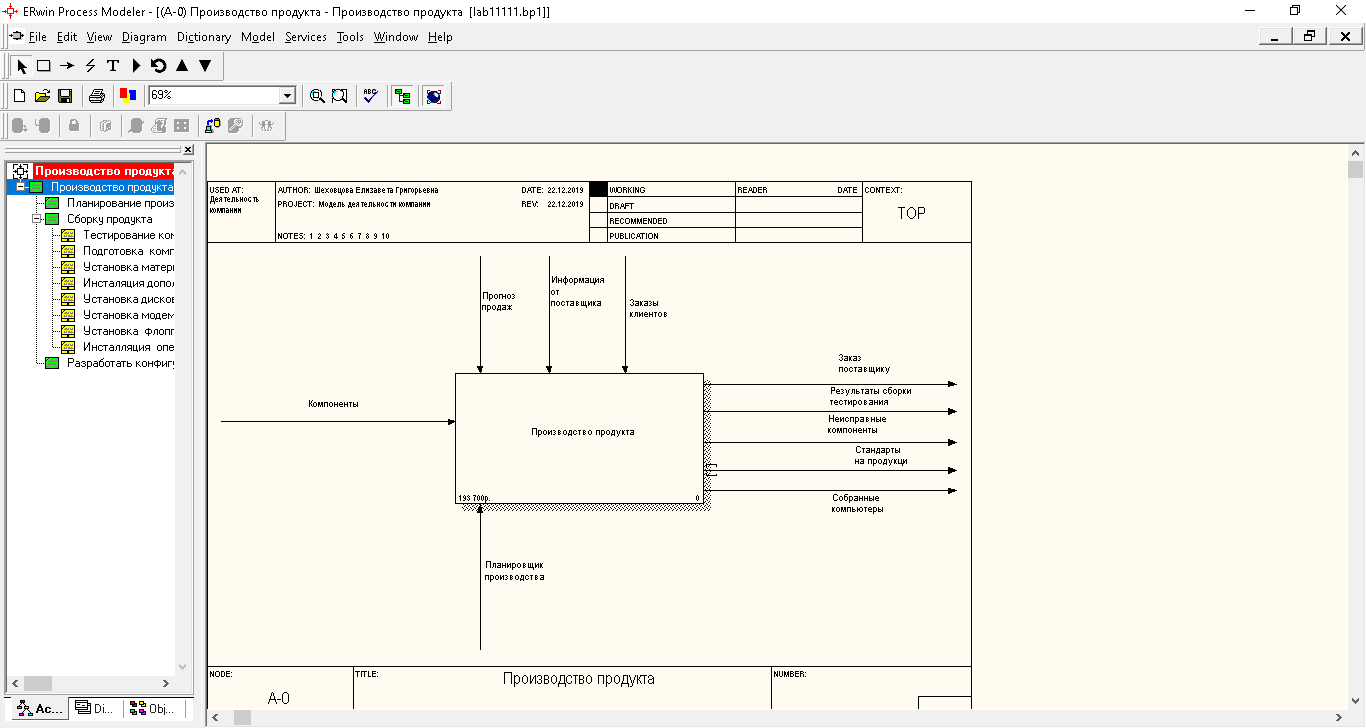 ERwin Process Modeler - [(A-0) Производство продукта - Производство продукта [lab11111.bp1]]
File Edit View Diagram Dictionary Model Services Tools Window Help
69%
ABC
Производство продукта
Производство продукта
Планирование произ
Сборку продукта
Тестирование ком
Подготовка комп
Установка матери
Инсталяция допол
Установка дисков
Установка модем
Установка флопп
Инсталляция опе
Разработать конфигу
Ac... Di... Obj...
USED AT:
Деятельность
компании
AUTHOR: Шеховцова Елизавета Григорьевна
DATE: 22.12.2019
PROJECT: Модель деятельности компании
REV: 22.12.2019
NOTES: 1 2 3 4 5 6 7 8 9 10
WORKING
DRAFT
RECOMMENDED
PUBLICATION
READER DATE
CONTEXT:
TOP
Прогноз
продаж
Информация
от
поставщика
Заказы
клиентов
Компоненты
Производство продукта
193 700р. 0
Заказ
поставщику
Результаты сборки
тестирования
Неисправные
компоненты
Стандарты
на продукци
Собранные
компьютеры
Планировщик
производства
NODE:
A-0
TITLE:
Производство продукта
NUMBER: